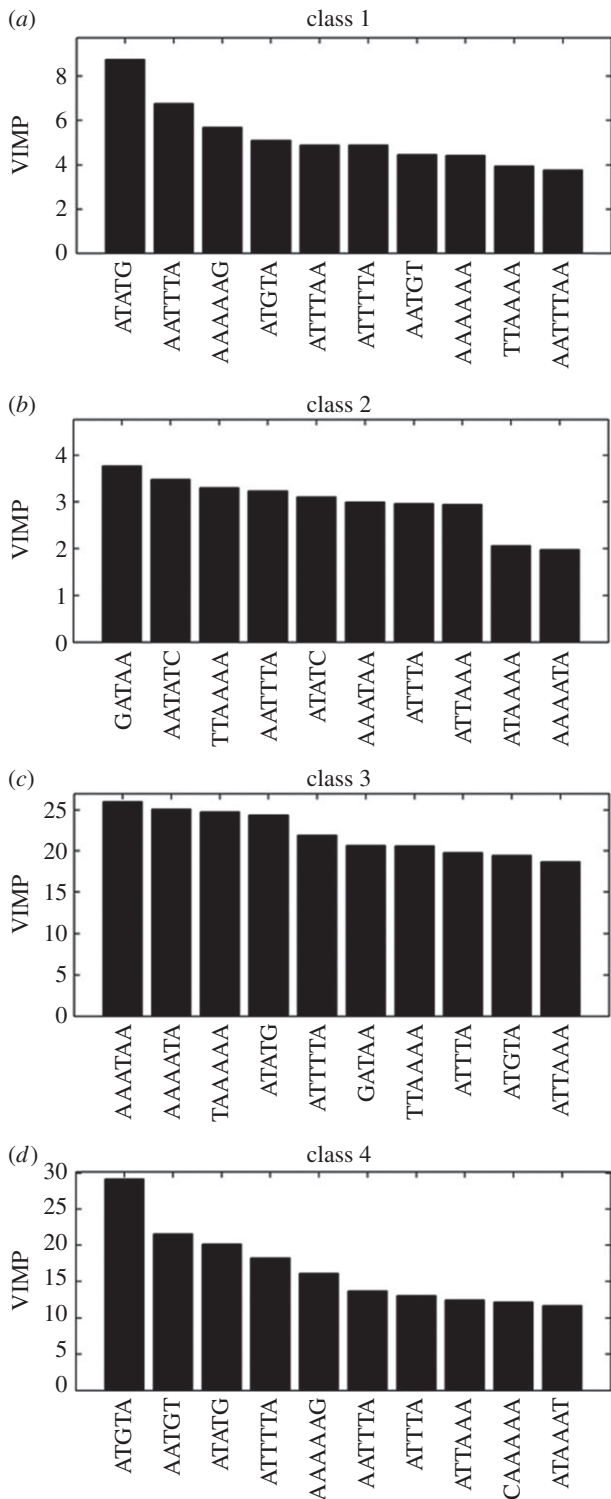 (a) class 1
8
6
4
2
0
VIMP
ATATG AATTTA AAAAAG ATGTA ATTTAA ATTTTA AATGT AAAAAA TTAAAA AATTTAA
(b) class 2
4
3
2
1
0
VIMP
GATAA AATATC TTAAAA AATTTA ATATC AAATAA ATTTA ATTAAA ATAAAA AAAATA
(c) class 3
25
20
15
10
5
0
VIMP
AAATAA AAAATA TAAAAA ATATG ATTTTA GATAA TTAAAA ATTTA ATGTA ATTAAA
(d) class 4
30
25
20
15
10
5
0
VIMP
ATGTA AATGT ATATG ATTTTA AAAAAG AATTTA ATTTA ATTAAA CAAAAA ATAAAT